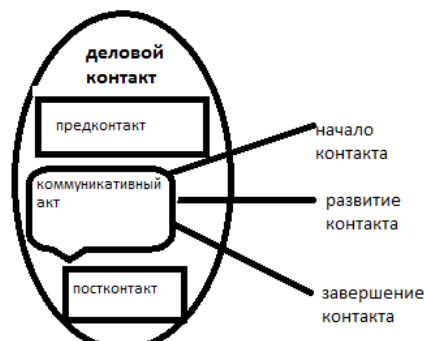 деловой
контакт
предконтакт
начало
контакта
коммуникативный
акт
развитие
контакта
постконтакт
завершение
контакта